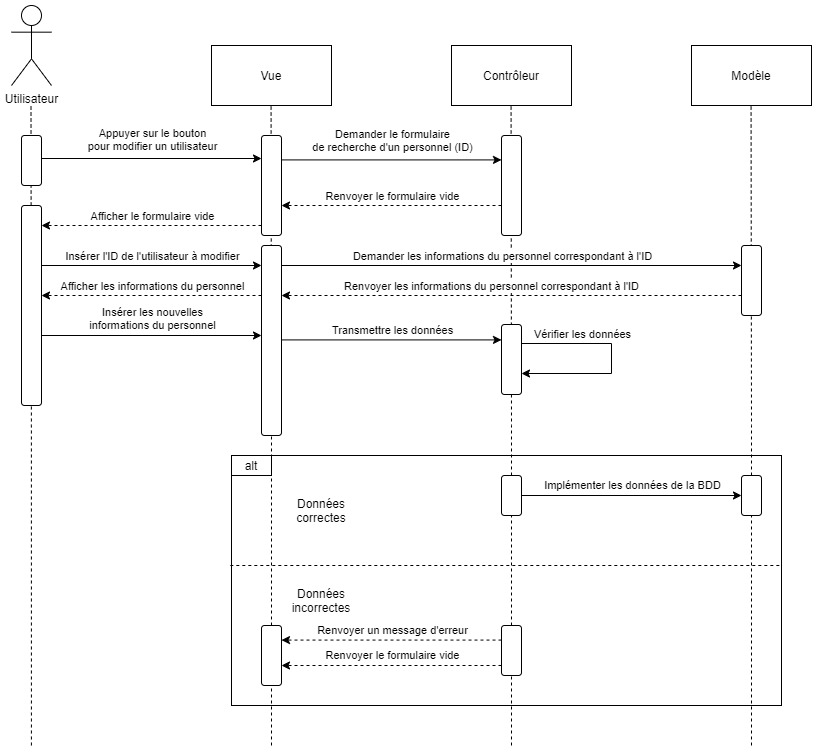 Utilisateur
Vue
Contrôleur
Modèle
Appuyer sur le bouton
pour modifier un utilisateur
Demander le formulaire
de recherche d'un personnel (ID)
Renvoyer le formulaire vide
Afficher le formulaire vide
Insérer l'ID de l'utilisateur à modifier
Demander les informations du personnel correspondant à l'ID
Afficher les informations du personnel
Renvoyer les informations du personnel correspondant à l'ID
Insérer les nouvelles
informations du personnel
Transmettre les données
Vérifier les données
alt
Implémenter les données de la BDD
Données
correctes
Données
incorrectes
Renvoyer un message d'erreur
Renvoyer le formulaire vide